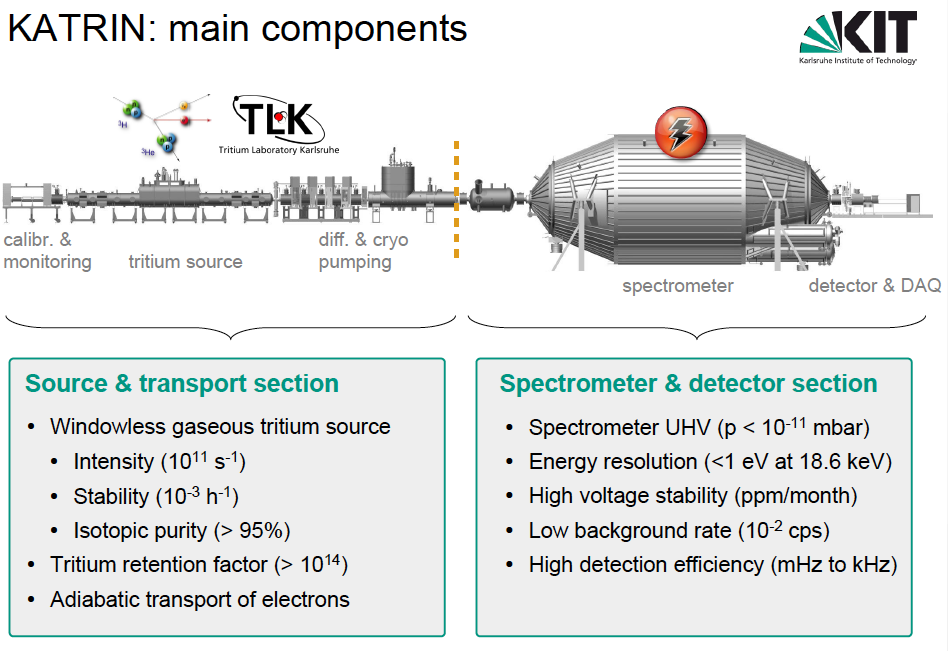 KATRIN: main components
KIT
Karlsruhe Institute of Technology
³H
³He
TLK
Tritium Laboratory Karlsruhe
calibr. &
monitoring
tritium source
diff. & cryo
pumping
spectrometer
detector & DAQ
Source & transport section
• Windowless gaseous tritium source
• Intensity (10¹¹ s⁻¹)
• Stability (10⁻³ h⁻¹)
• Isotopic purity (> 95%)
• Tritium retention factor (> 10¹⁴)
• Adiabatic transport of electrons
Spectrometer & detector section
• Spectrometer UHV (p < 10⁻¹¹ mbar)
• Energy resolution (<1 eV at 18.6 keV)
• High voltage stability (ppm/month)
• Low background rate (10⁻² cps)
• High detection efficiency (mHz to kHz)